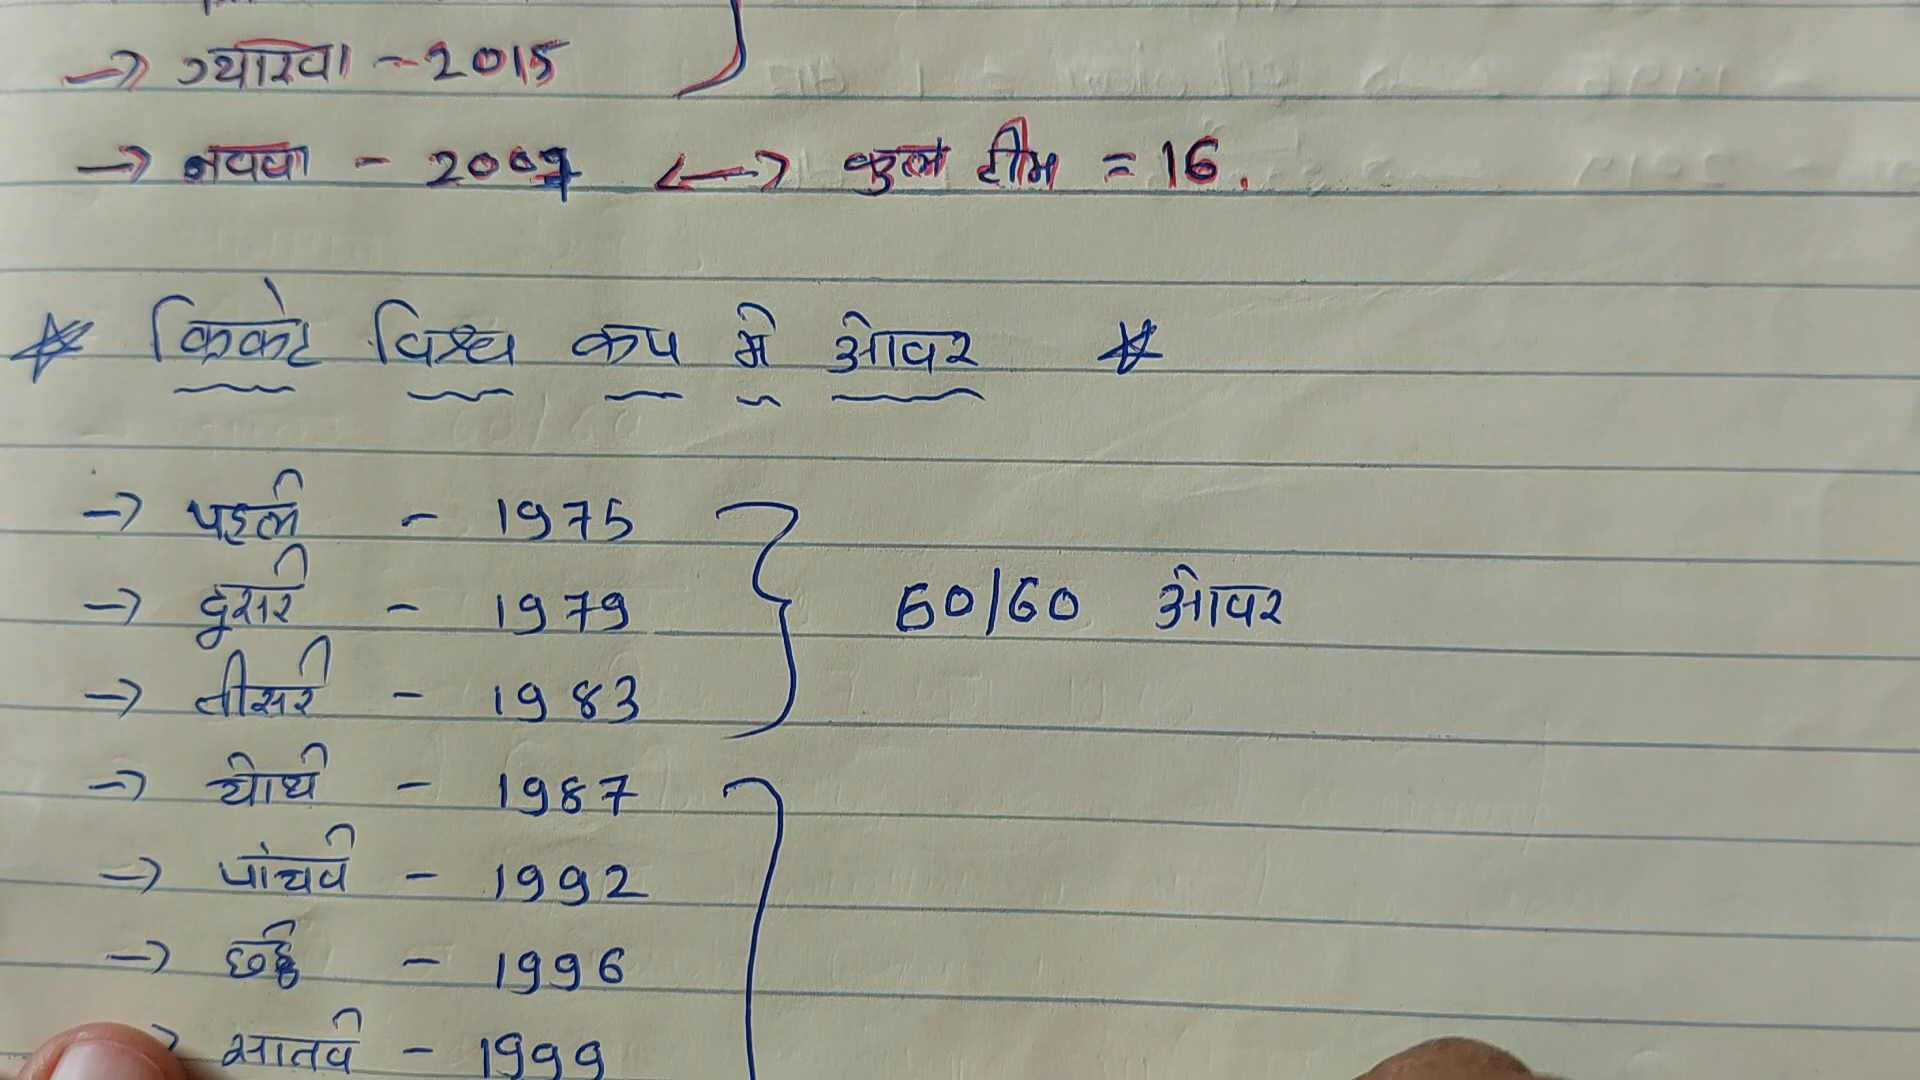 → ग्यारवा - 2015
→ नववा - 2007 <--> कुल टीम = 16.
* क्रिकेट विश्व कप मे ओवर *
→ पहले - 1975
→ दुसरे - 1979
60/60 ओवर
→ तीसरे - 1983
→ चोथे - 1987
→ पांचवे - 1992
→ छठ्ठे - 1996
→ सातवे - 1999